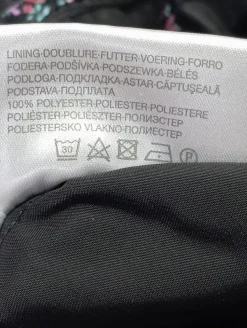 LINING-DOUBLURE-FUTTER-VOERING-FORRO
FODERA-PODŠÍVKA-PODSZEWKA-BÉLÉS
PODLOGA-ПОДКЛАДКА-ASTAR-CĂPTUŞEALĂ
PODSTAVA-ПОДПЛАТА
100% POLYESTER-POLIESTER-POLIESTERE
POLIÉSTER-POLIÉSZTER-ПОЛИЭСТЕР
POLIESTERSKO VLAKNO-ПОЛИЕСТЕР
30